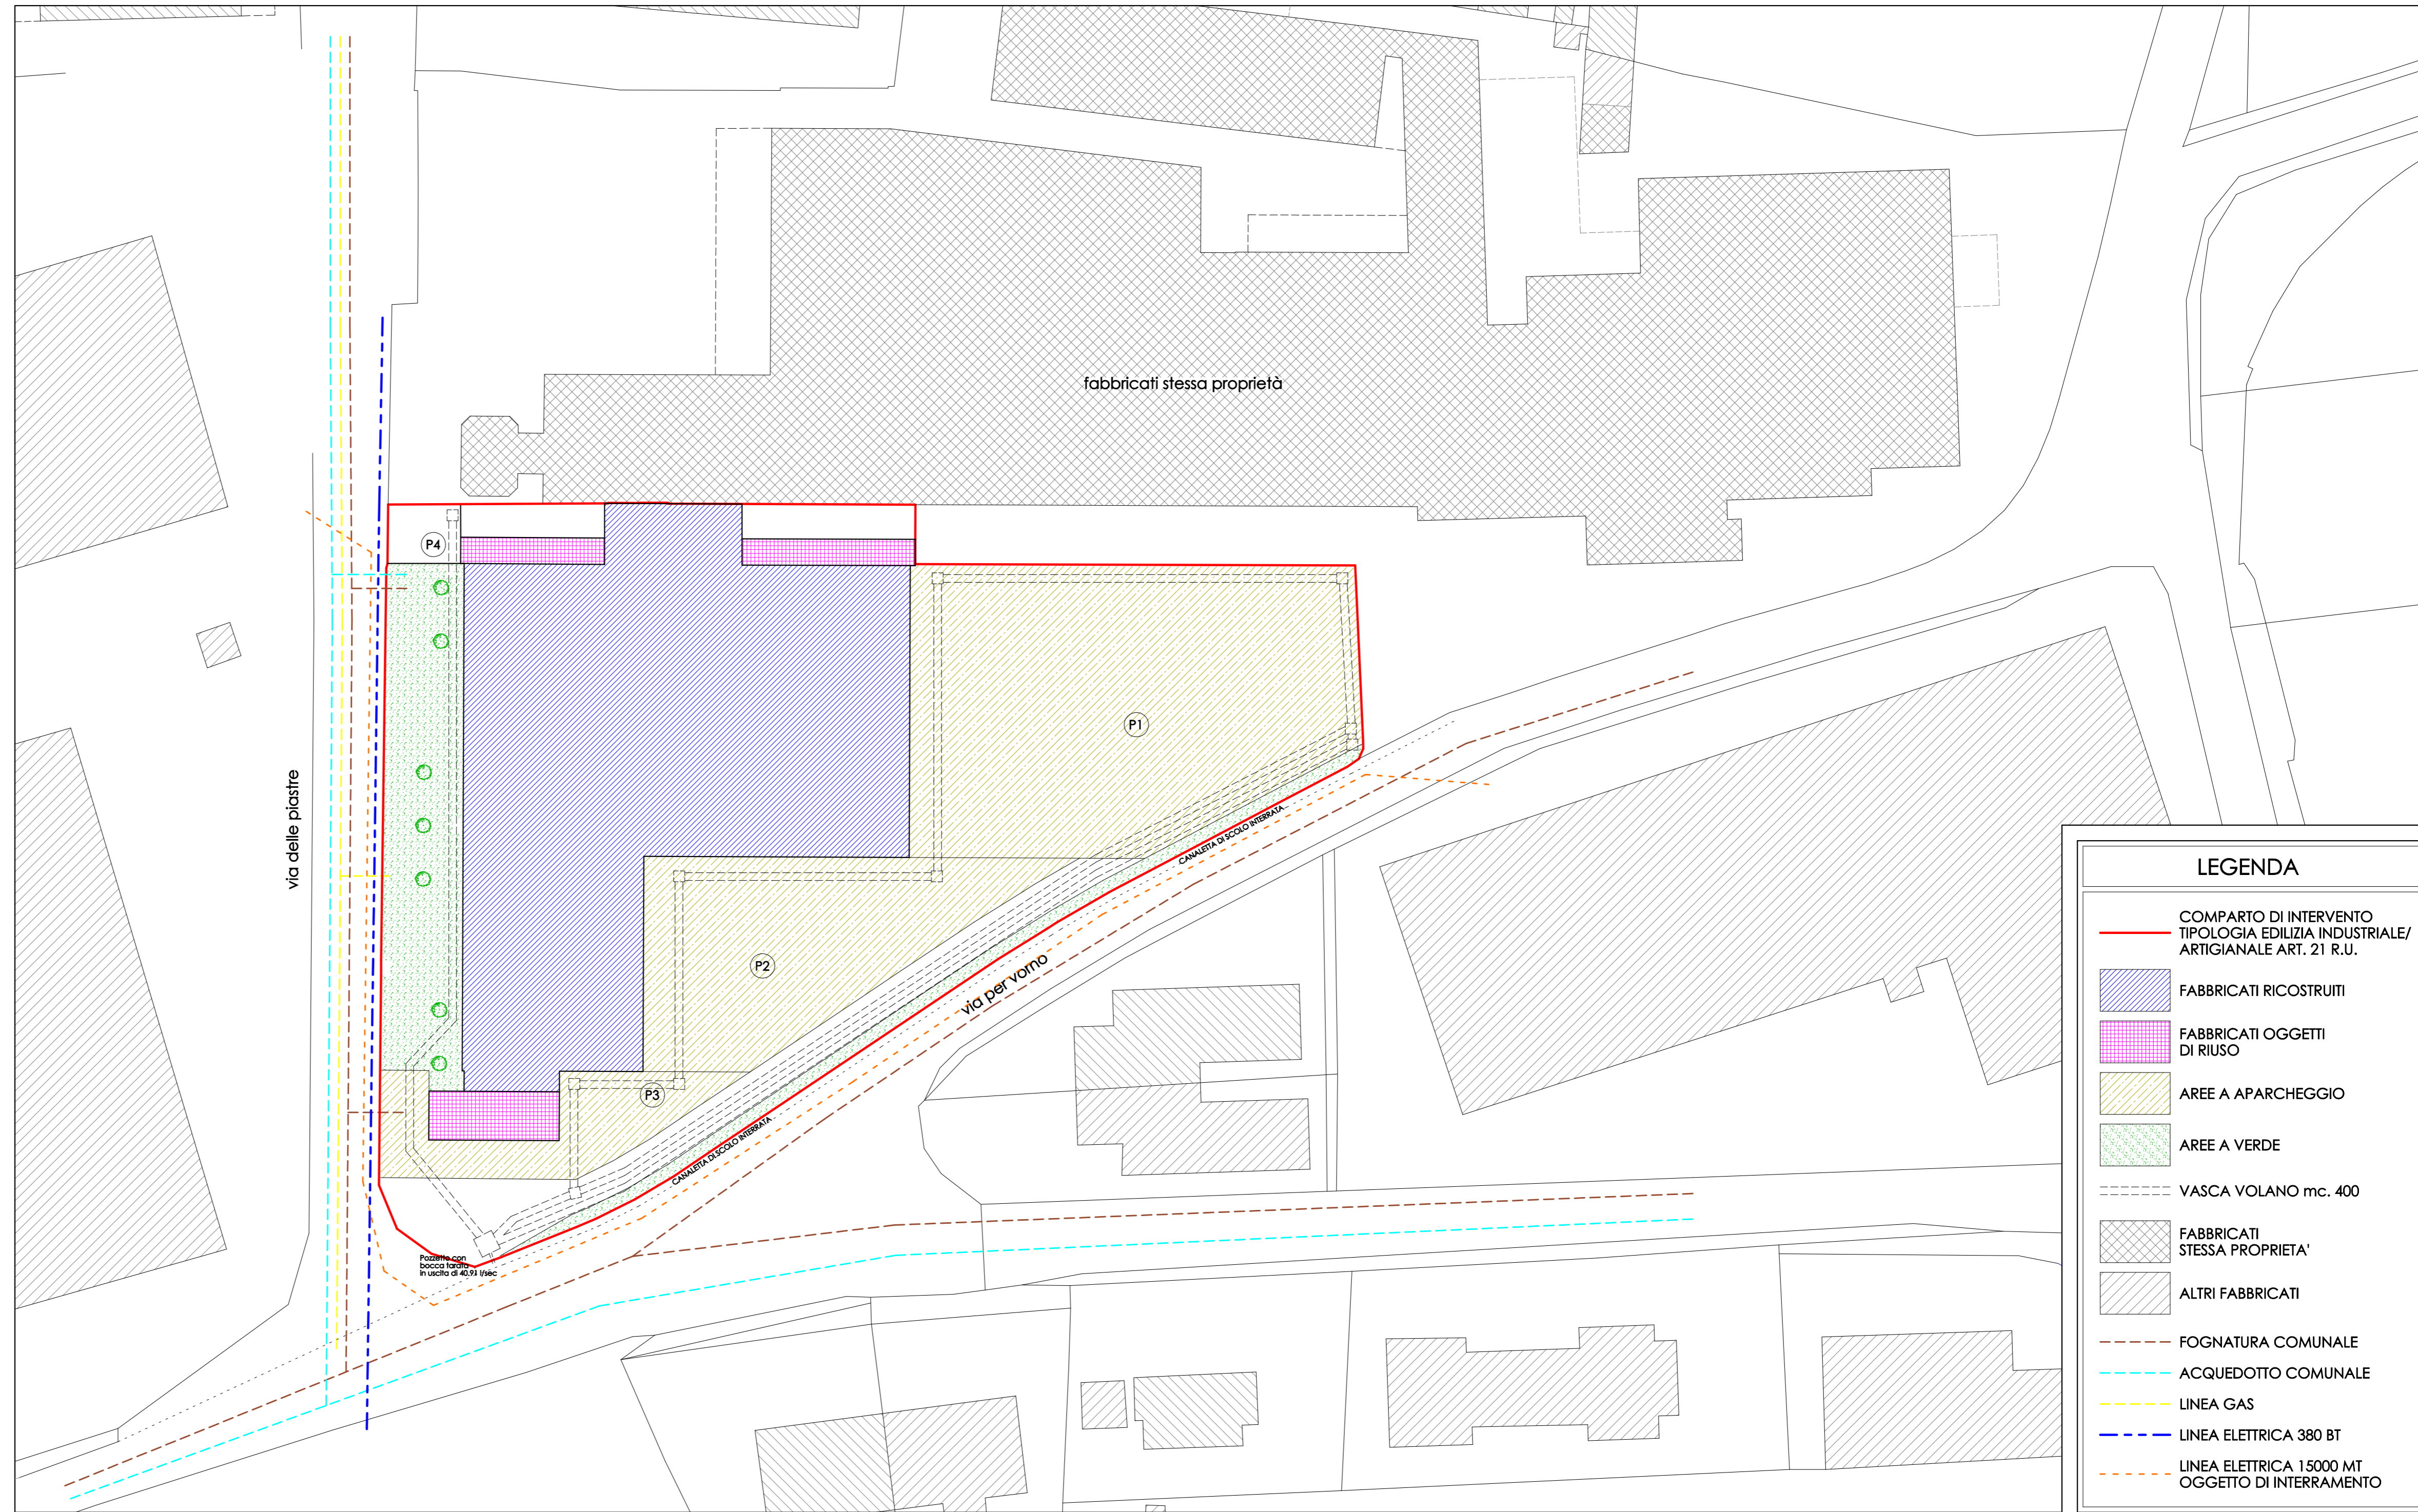 fabbricati stessa proprietà
P4
P1
via delle piastre
CANALETTA DI SCOLO INTERRATA
P2
via per vorno
P3
CANALETTA DI SCOLO INTERRATA
Pozzetto con
bocca tarata
in uscita di 40.91 l/sec
LEGENDA
COMPARTO DI INTERVENTO
TIPOLOGIA EDILIZIA INDUSTRIALE/
ARTIGIANALE ART. 21 R.U.
FABBRICATI RICOSTRUITI
FABBRICATI OGGETTI
DI RIUSO
AREE A APARCHEGGIO
AREE A VERDE
VASCA VOLANO mc. 400
FABBRICATI
STESSA PROPRIETA'
ALTRI FABBRICATI
FOGNATURA COMUNALE
ACQUEDOTTO COMUNALE
LINEA GAS
LINEA ELETTRICA 380 BT
LINEA ELETTRICA 15000 MT
OGGETTO DI INTERRAMENTO